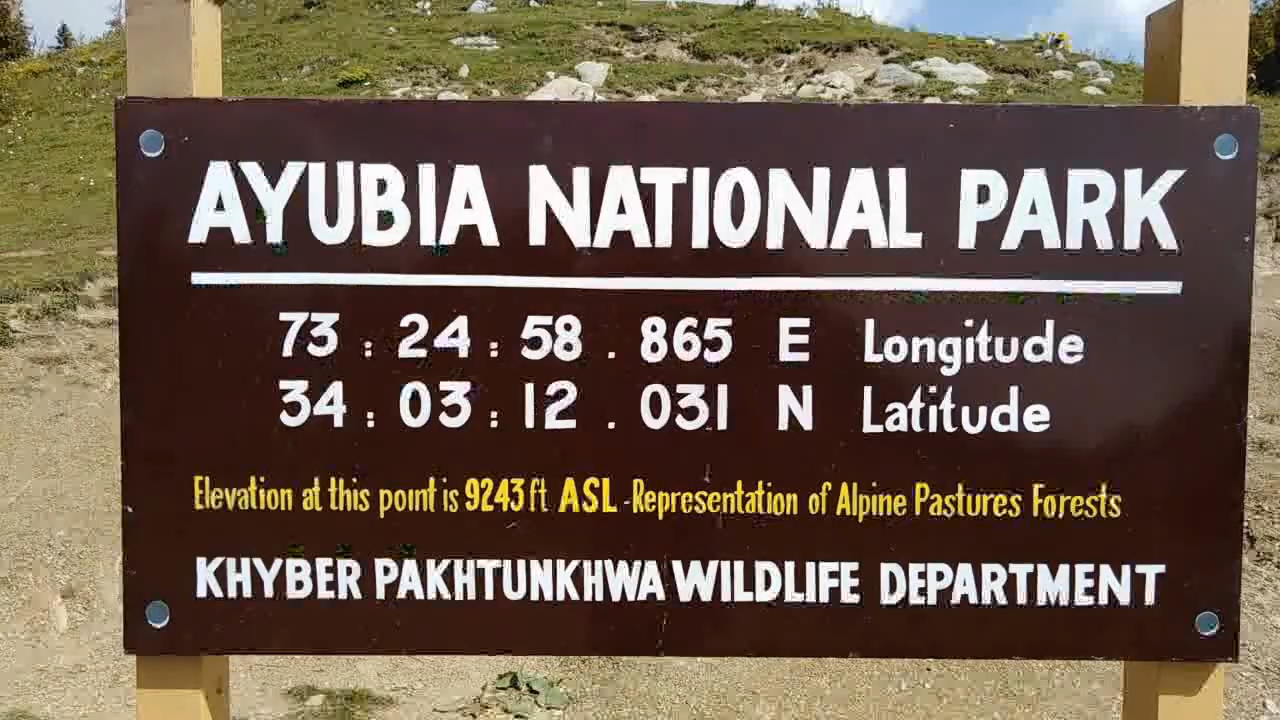 AYUBIA NATIONAL PARK
73 : 24 : 58 . 865 E Longitude
34 : 03 : 12 . 031 N Latitude
Elevation at this point is 9243 ft ASL - Representation of Alpine Pastures Forests
KHYBER PAKHTUNKHWA WILDLIFE DEPARTMENT